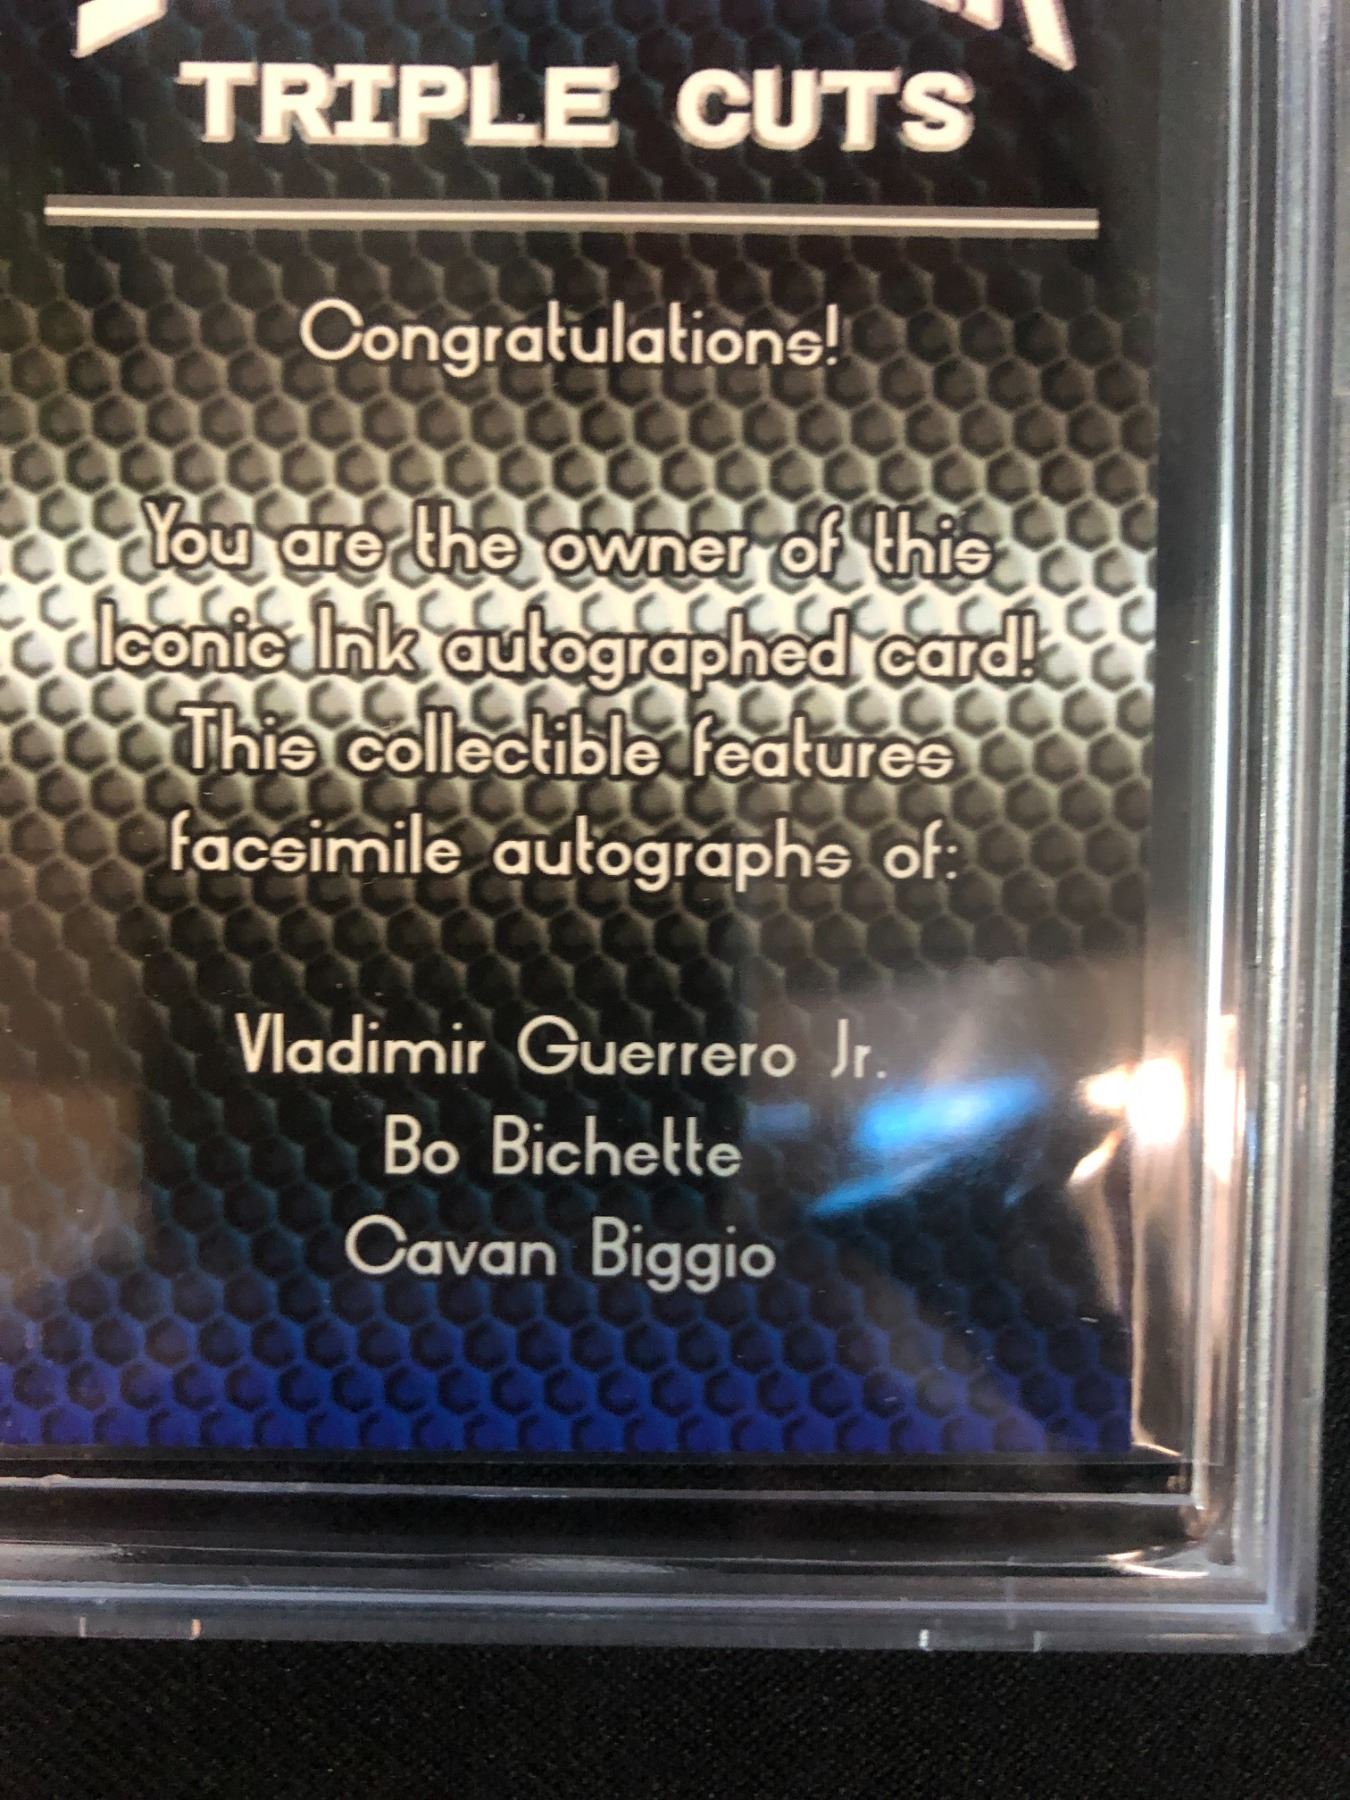 TRIPLE CUTS
Congratulations!
You are the owner of this
Iconic Ink autographed card!
This collectible features
facsimile autographs of:
Vladimir Guerrero Jr.
Bo Bichette
Cavan Biggio